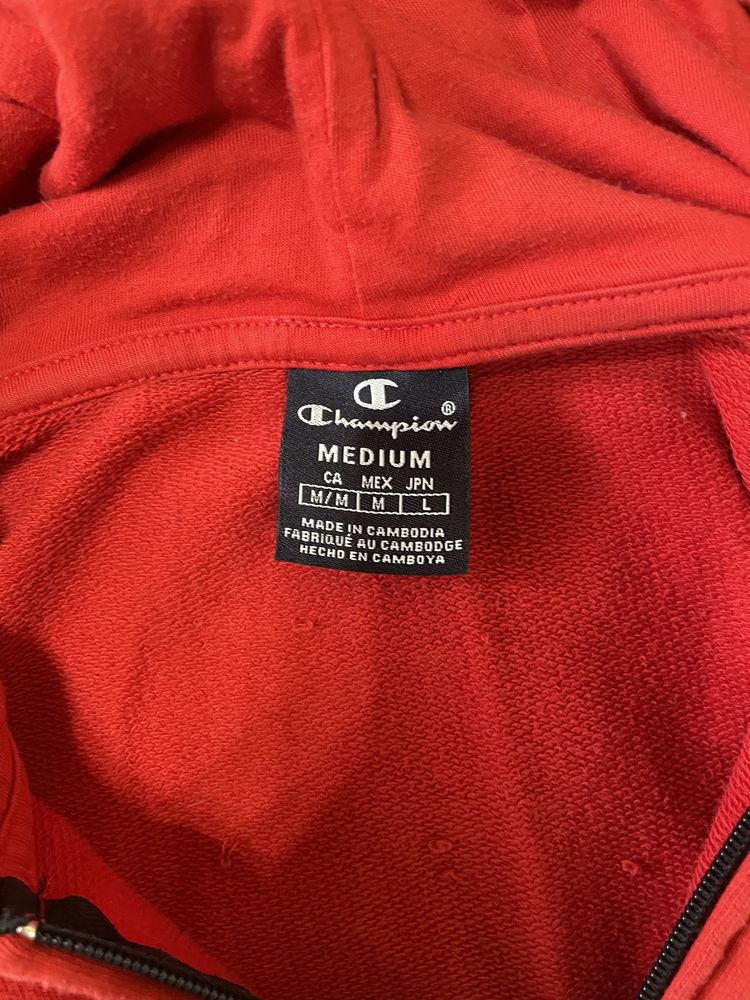 Champion®
MEDIUM
CA MEX JPN
M/M M L
MADE IN CAMBODIA
FABRIQUÉ AU CAMBODGE
HECHO EN CAMBOYA